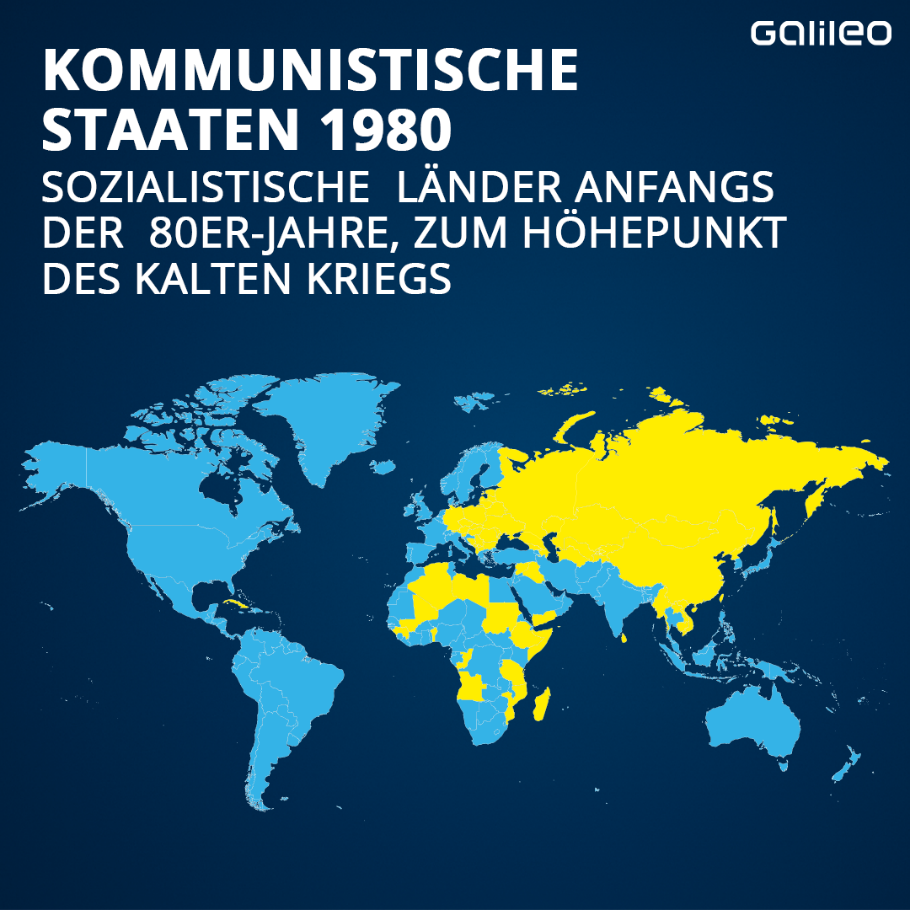 GALILEO
KOMMUNISTISCHE
STAATEN 1980
SOZIALISTISCHE LÄNDER ANFANGS
DER 80ER-JAHRE, ZUM HÖHEPUNKT
DES KALTEN KRIEGS